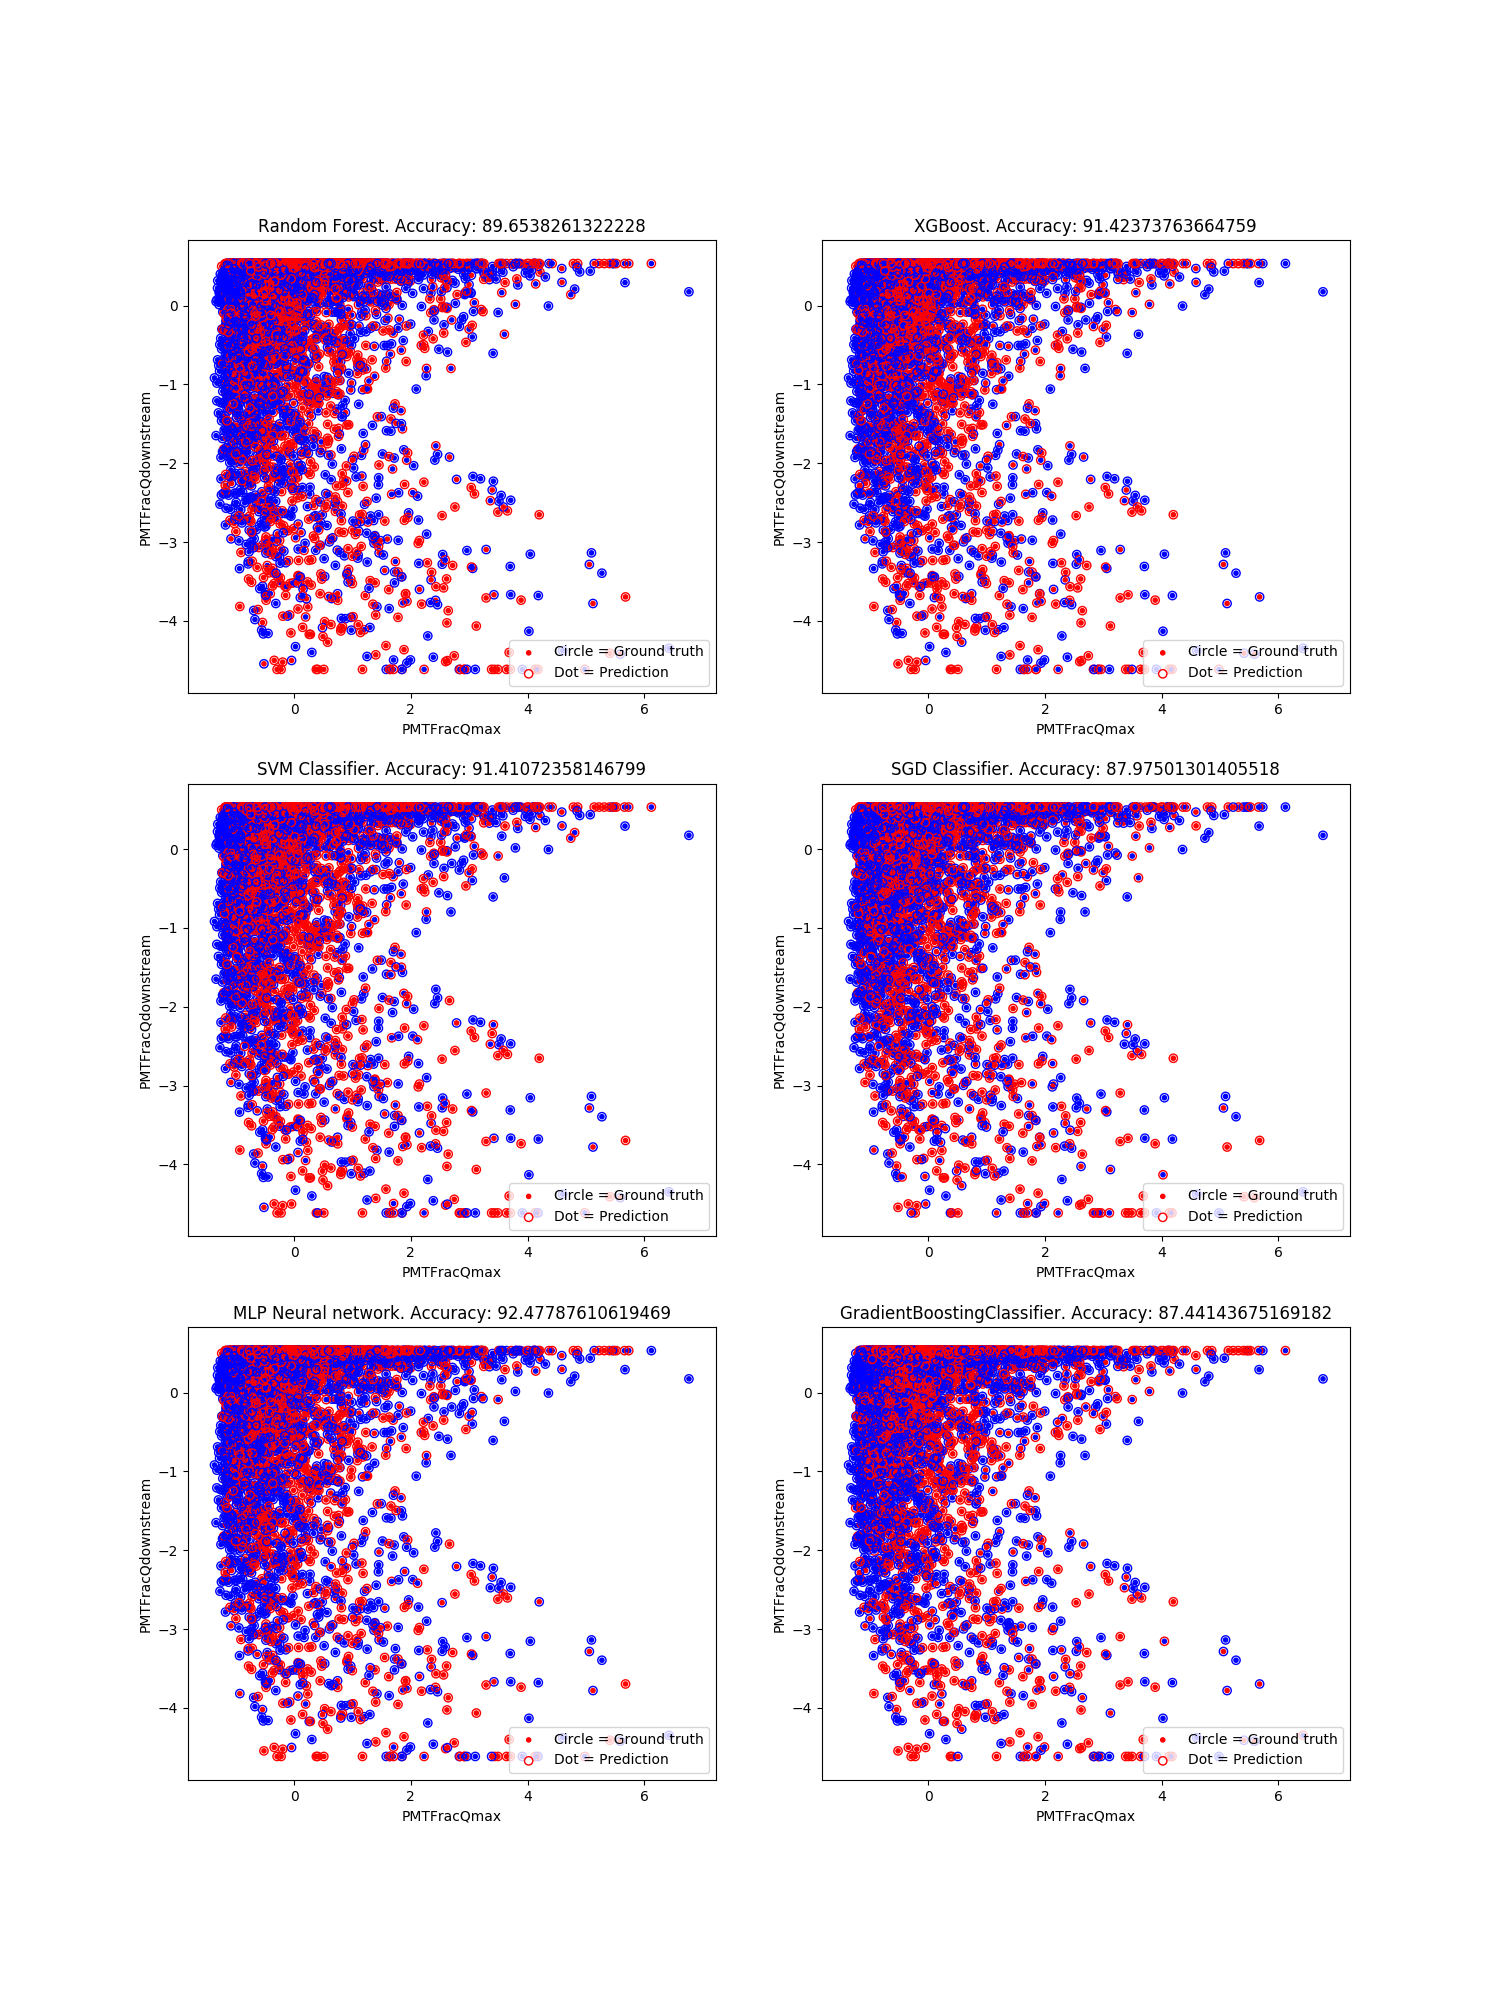 Random Forest. Accuracy: 89.6538261322228
0
−1
−2
−3
−4
PMTFracQdownstream
Circle = Ground truth
Dot = Prediction
0 2 4 6
PMTFracQmax
XGBoost. Accuracy: 91.42373763664759
0
−1
−2
−3
−4
PMTFracQdownstream
Circle = Ground truth
Dot = Prediction
0 2 4 6
PMTFracQmax
SVM Classifier. Accuracy: 91.41072358146799
0
−1
−2
−3
−4
PMTFracQdownstream
Circle = Ground truth
Dot = Prediction
0 2 4 6
PMTFracQmax
SGD Classifier. Accuracy: 87.97501301405518
0
−1
−2
−3
−4
PMTFracQdownstream
Circle = Ground truth
Dot = Prediction
0 2 4 6
PMTFracQmax
MLP Neural network. Accuracy: 92.47787610619469
0
−1
−2
−3
−4
PMTFracQdownstream
Circle = Ground truth
Dot = Prediction
0 2 4 6
PMTFracQmax
GradientBoostingClassifier. Accuracy: 87.44143675169182
0
−1
−2
−3
−4
PMTFracQdownstream
Circle = Ground truth
Dot = Prediction
0 2 4 6
PMTFracQmax